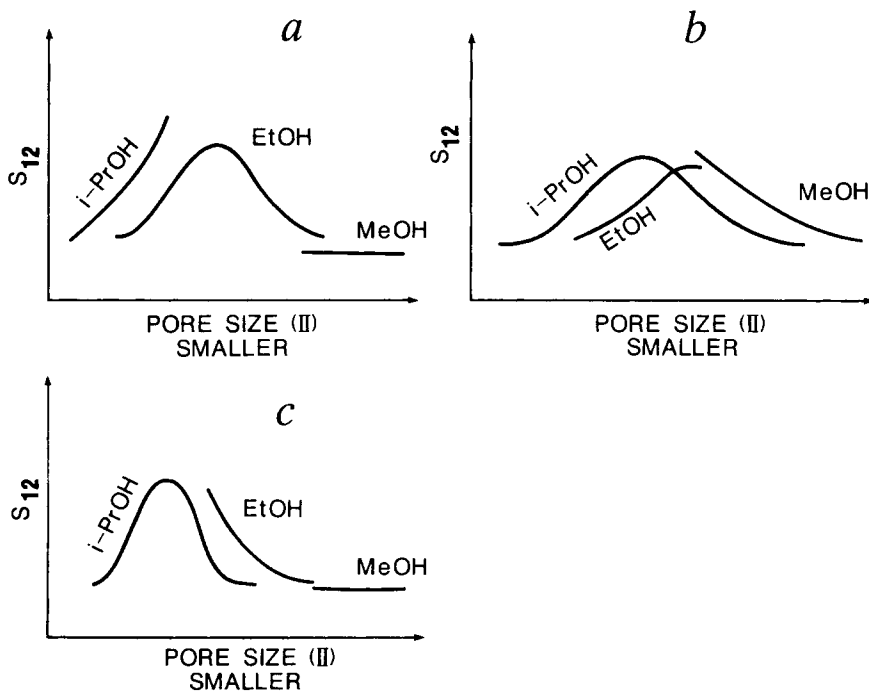 a
S12
i-PrOH
EtOH
MeOH
PORE SIZE (II)
SMALLER
b
S12
i-PrOH
EtOH
MeOH
PORE SIZE (II)
SMALLER
c
S12
i-PrOH
EtOH
MeOH
PORE SIZE (II)
SMALLER